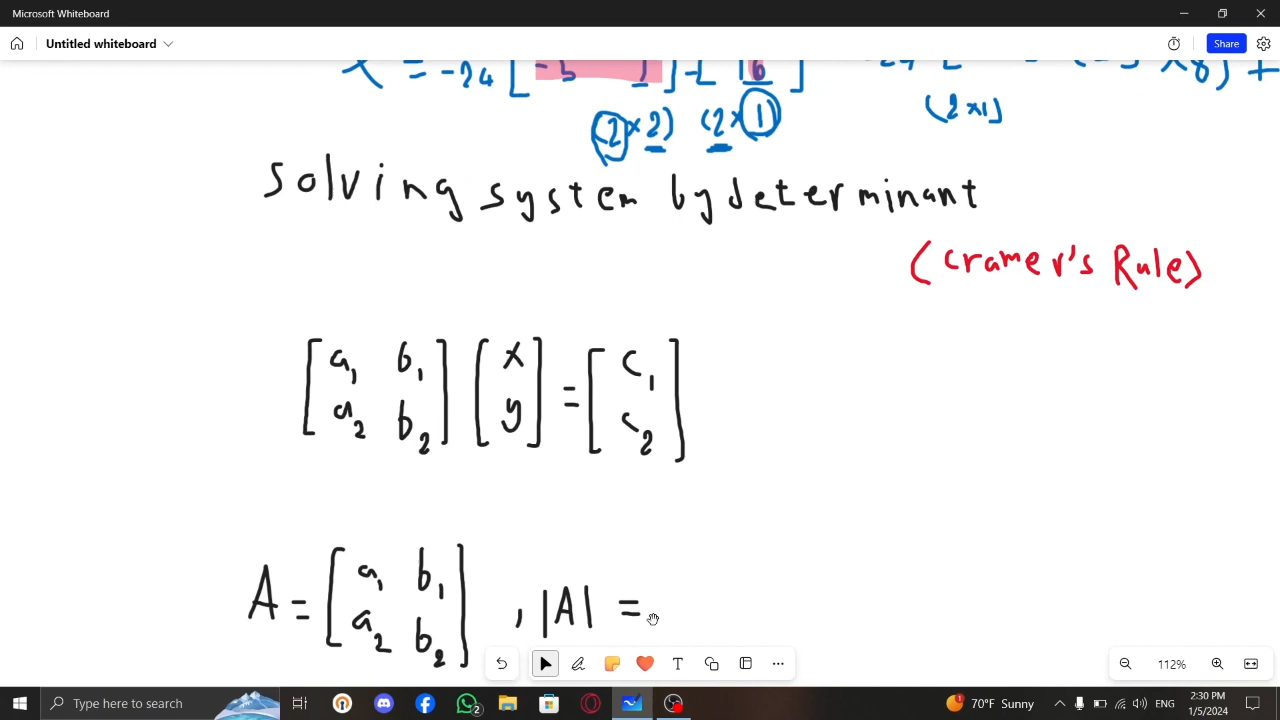 Microsoft Whiteboard
Untitled whiteboard
Share
= -24
(2×2) (2×1)
(2×1)
solving system by determinant
(Cramer's Rule)
[a₁ b₁; a₂ b₂] [x; y] = [c₁; c₂]
A = [a₁ b₁; a₂ b₂] , |A| =
112%
Type here to search
2
70°F Sunny
ENG
2:30 PM
1/5/2024